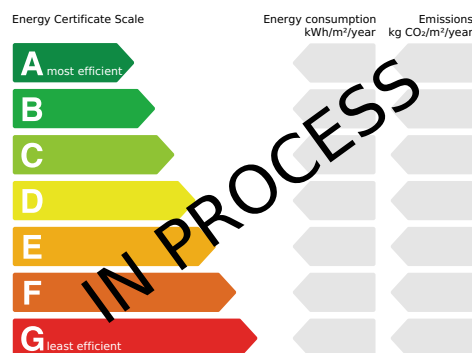 Energy Certificate Scale
Energy consumption
kWh/m²/year
Emissions
kg CO₂/m²/year
A most efficient
B
C
D
E
F
G least efficient
IN PROCESS